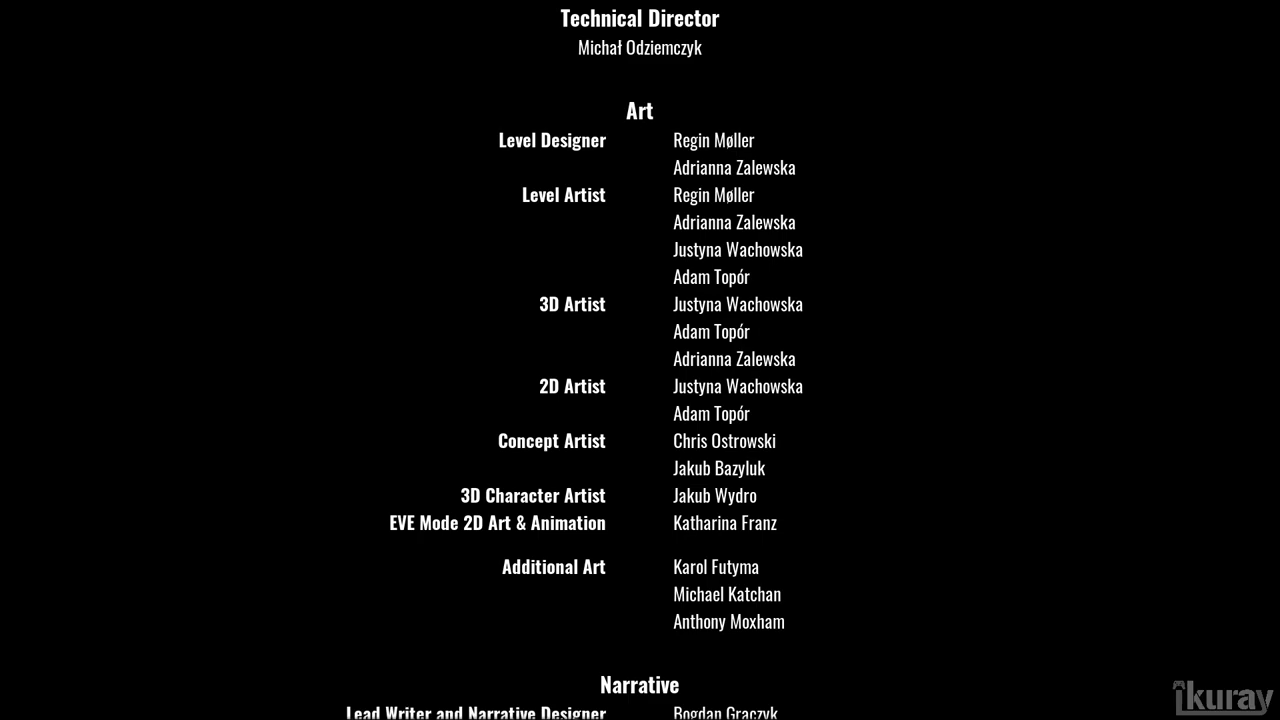 Technical Director
Michał Odziemczyk
Art
Level Designer Regin Møller
Adrianna Zalewska
Level Artist Regin Møller
Adrianna Zalewska
Justyna Wachowska
Adam Topór
3D Artist Justyna Wachowska
Adam Topór
Adrianna Zalewska
2D Artist Justyna Wachowska
Adam Topór
Concept Artist Chris Ostrowski
Jakub Bazyluk
3D Character Artist Jakub Wydro
EVE Mode 2D Art & Animation Katharina Franz
Additional Art Karol Futyma
Michael Katchan
Anthony Moxham
Narrative
Lead Writer and Narrative Designer Bogdan Graczyk
ikuray